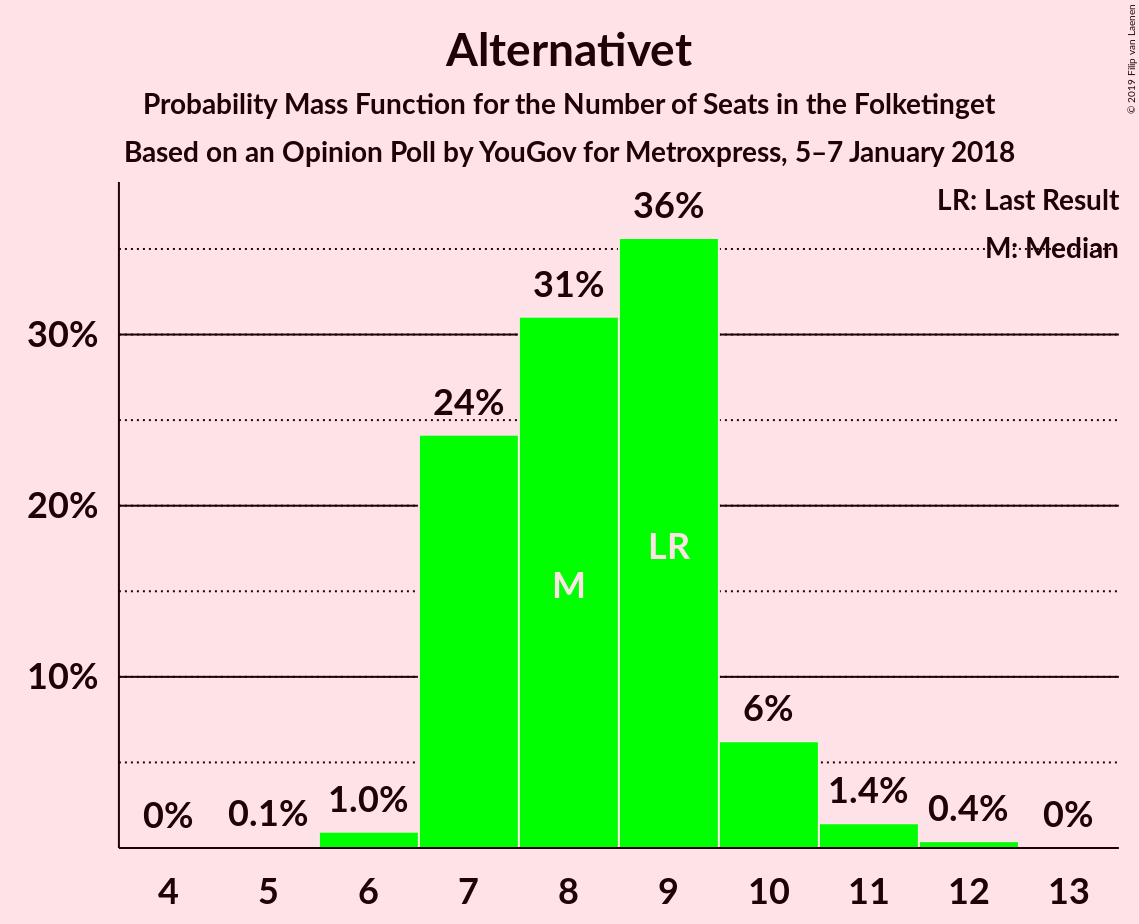 Alternativet
Probability Mass Function for the Number of Seats in the Folketinget
Based on an Opinion Poll by YouGov for Metroxpress, 5–7 January 2018
© 2019 Filip van Laenen
LR: Last Result
M: Median
30%
20%
10%
0%
0.1%
1.0%
24%
31%
36%
6%
1.4%
0.4%
0%
M
LR
4
5
6
7
8
9
10
11
12
13